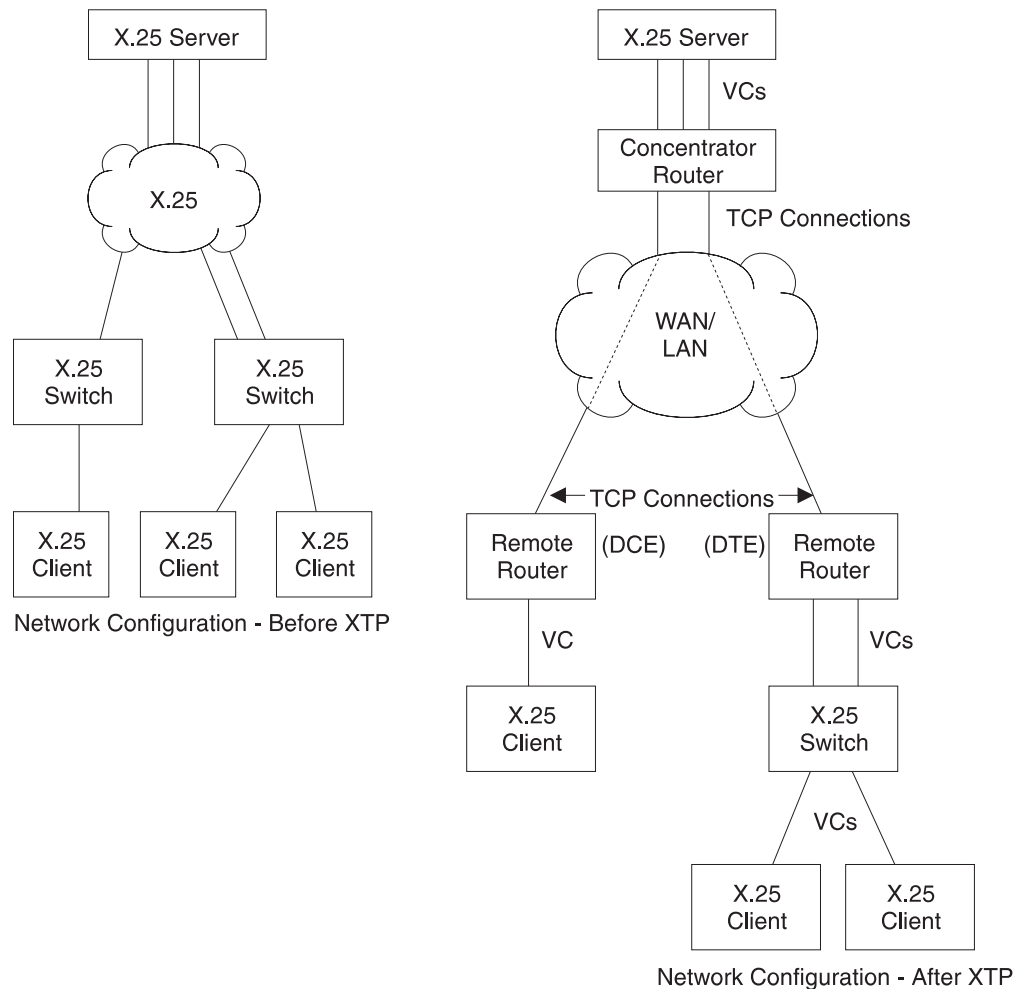 X.25 Server
X.25
X.25
Switch
X.25
Switch
X.25
Client
X.25
Client
X.25
Client
Network Configuration - Before XTP
X.25 Server
VCs
Concentrator
Router
TCP Connections
WAN/
LAN
TCP Connections
Remote
Router
(DCE)
(DTE)
Remote
Router
VC
VCs
X.25
Client
X.25
Switch
VCs
X.25
Client
X.25
Client
Network Configuration - After XTP